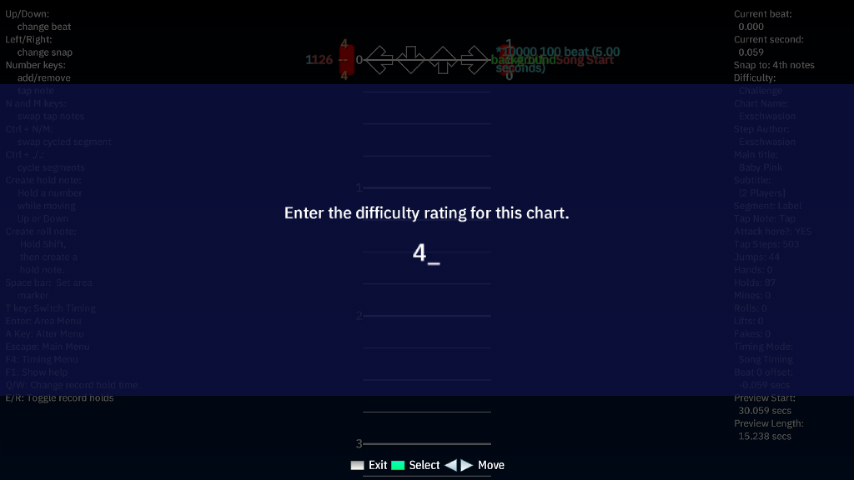 Up/Down:
change beat
Left/Right:
change snap
Number keys:
add/remove
tap note
N and M keys:
swap tap notes
Ctrl + N/M:
swap cycled segment
cycle segments
Create hold note:
Hold a number
while moving
Up or Down
Create roll note:
Hold Shift,
then create a
hold note.
Space bar: Set area
marker
T key: Switch Timing
Enter: Area Menu
A Key: Alter Menu
Escape: Main Menu
F4: Timing Menu
F1: Show help
Q/W: Change record hold time
E/R: Toggle record holds
4
1
1126
--
0
10000 100 beat (5.00
seconds)
background
Song Start
4
0
1
2
3
Enter the difficulty rating for this chart.
4_
Exit Select Move
Current beat:
0.000
Current second:
0.059
Snap to: 4th notes
Difficulty:
Challenge
Chart Name:
Exschwasion
Step Author:
Exschwasion
Main title:
Baby Pink
Subtitle:
[2 Players]
Segment: Label
Tap Note: Tap
Attack here?: YES
Tap Steps: 503
Jumps: 44
Hands: 0
Holds: 87
Mines: 9
Rolls: 0
Lifts: 6
Fakes: 0
Timing Mode:
Song Timing
Beat 0 offset:
-0.059 secs
Preview Start:
30.059 secs
Preview Length:
15.238 secs